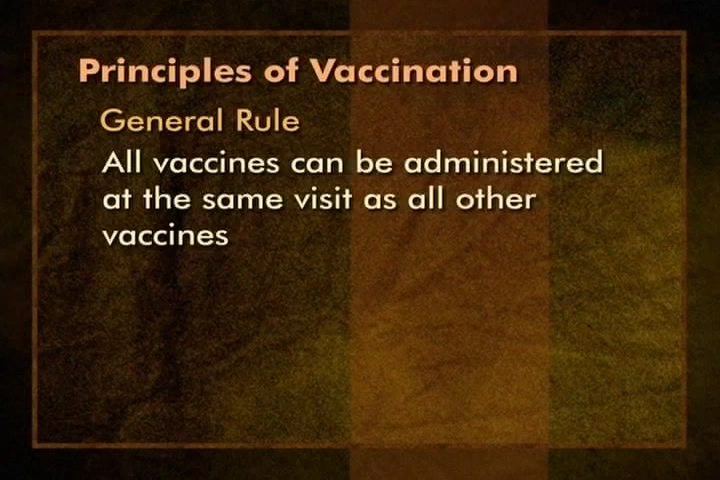 Principles of Vaccination
General Rule
All vaccines can be administered
at the same visit as all other
vaccines